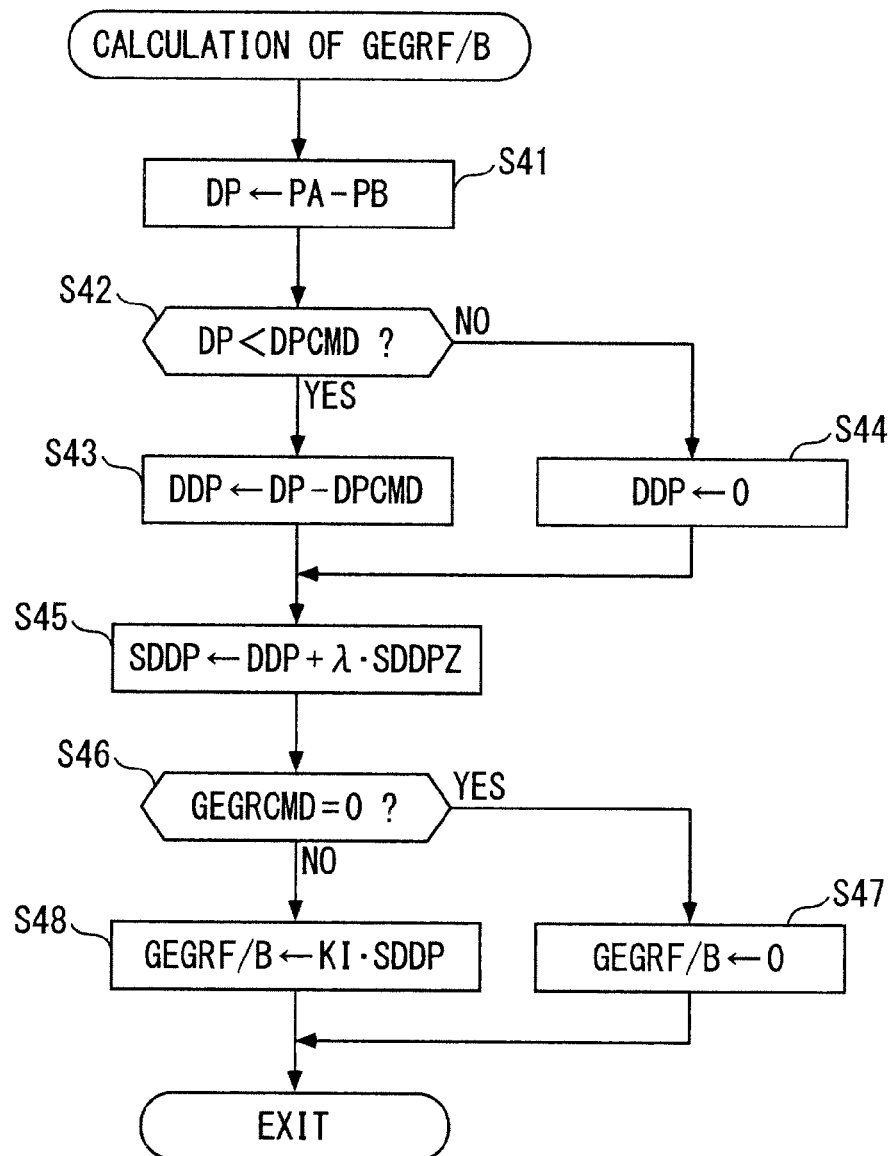 CALCULATION OF GEGRF/B
S41
DP←PA-PB
S42
DP<DPCMD ?
NO
YES
S43
DDP←DP-DPCMD
S44
DDP←0
S45
SDDP←DDP+λ·SDDPZ
S46
GEGRCMD=0 ?
YES
NO
S48
GEGRF/B←KI·SDDP
S47
GEGRF/B←0
EXIT